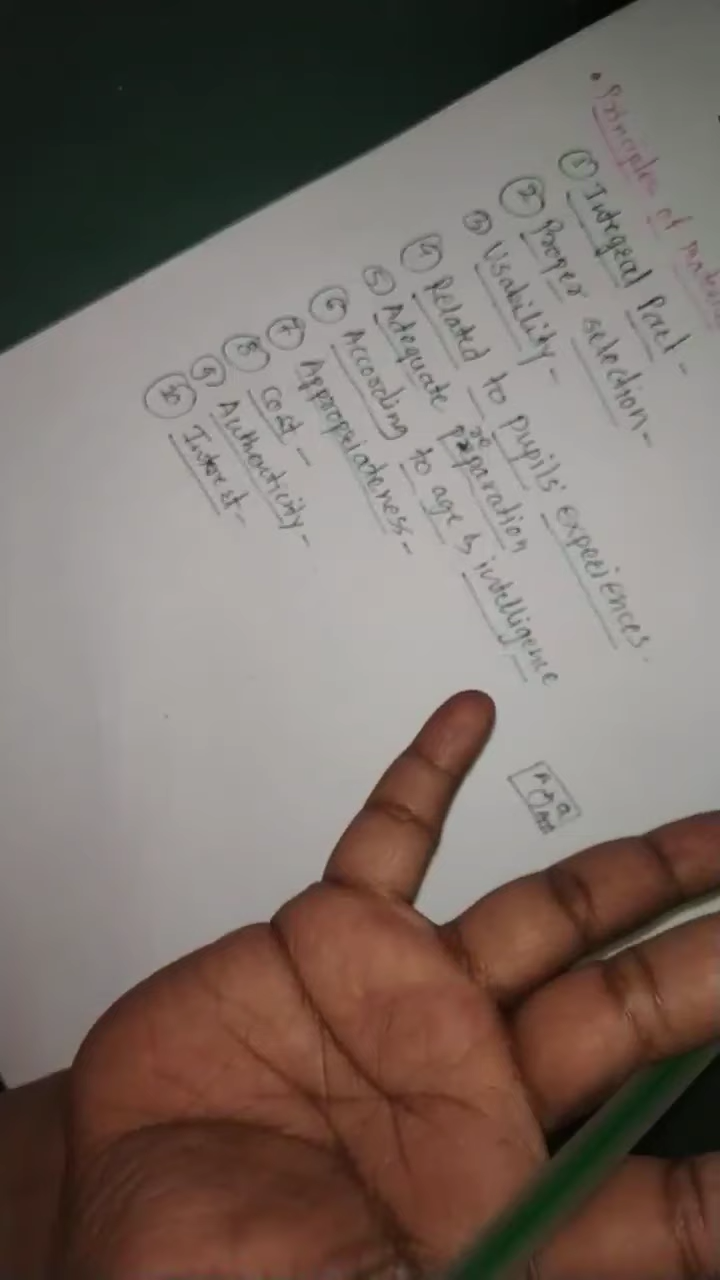 • Principles of
① Integral Part -
② Proper selection -
③ Usability -
④ Related to pupils' experiences.
⑤ Adequate preparation
⑥ According to age & intelligence
⑦ Appropriateness -
⑧ Cost -
⑨ Authenticity -
⑩ Interest -